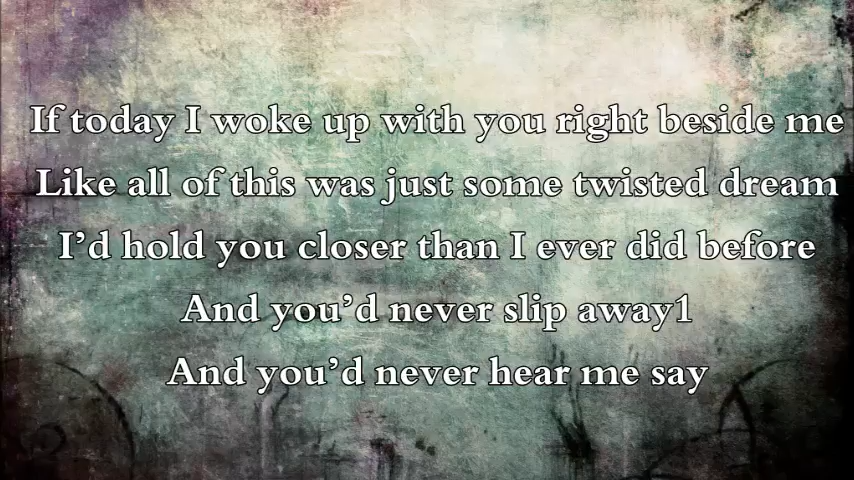 If today I woke up with you right beside me
Like all of this was just some twisted dream
I’d hold you closer than I ever did before
And you’d never slip away1
And you’d never hear me say